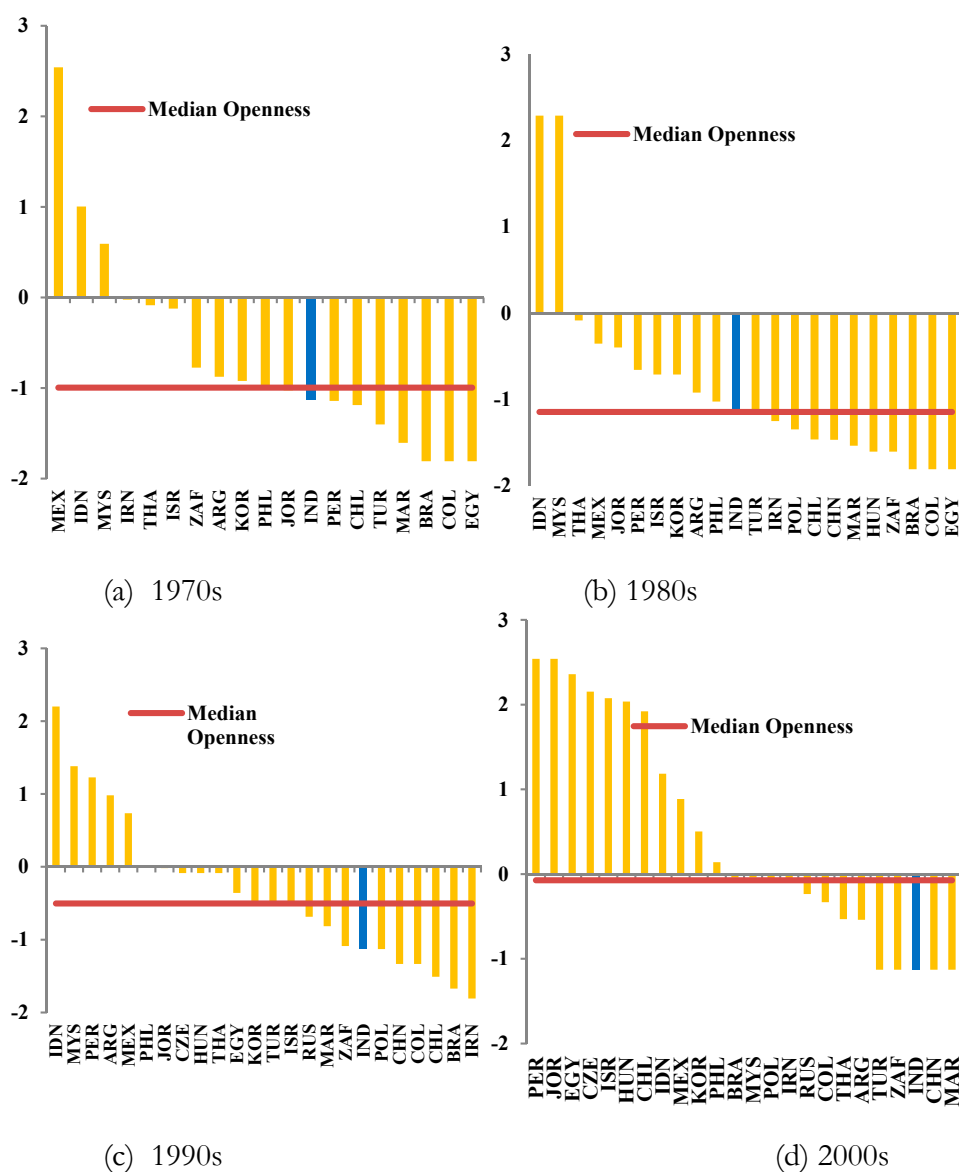 3
2
1
0
-1
-2
Median Openness
MEX
IDN
MYS
IRN
THA
ISR
ZAF
ARG
KOR
PHL
JOR
IND
PER
CHL
TUR
MAR
BRA
COL
EGY
(a) 1970s
3
2
1
0
-1
-2
Median Openness
IDN
MYS
THA
MEX
JOR
PER
ISR
KOR
ARG
PHL
IND
TUR
IRN
POL
CHL
CHN
MAR
HUN
ZAF
BRA
COL
EGY
(b) 1980s
3
2
1
0
-1
-2
Median
Openness
IDN
MYS
PER
ARG
MEX
PHL
JOR
CZE
HUN
THA
EGY
KOR
TUR
ISR
RUS
MAR
ZAF
IND
POL
CHN
COL
CHL
BRA
IRN
(c) 1990s
3
2
1
0
-1
-2
Median Openness
PER
JOR
EGY
CZE
ISR
HUN
CHL
IDN
MEX
KOR
PHL
BRA
MYS
POL
IRN
RUS
COL
THA
ARG
TUR
ZAF
IND
CHN
MAR
(d) 2000s